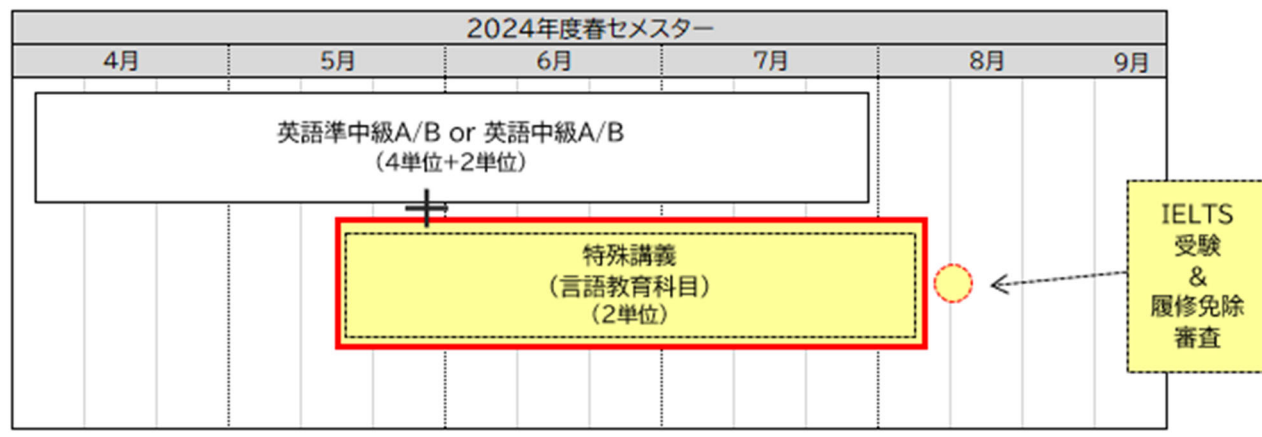 2024年度春セメスター
4月 5月 6月 7月 8月 9月
英語準中級A/B or 英語中級A/B
（4単位+2単位）
特殊講義
（言語教育科目）
（2単位）
IELTS
受験
&
履修免除
審査